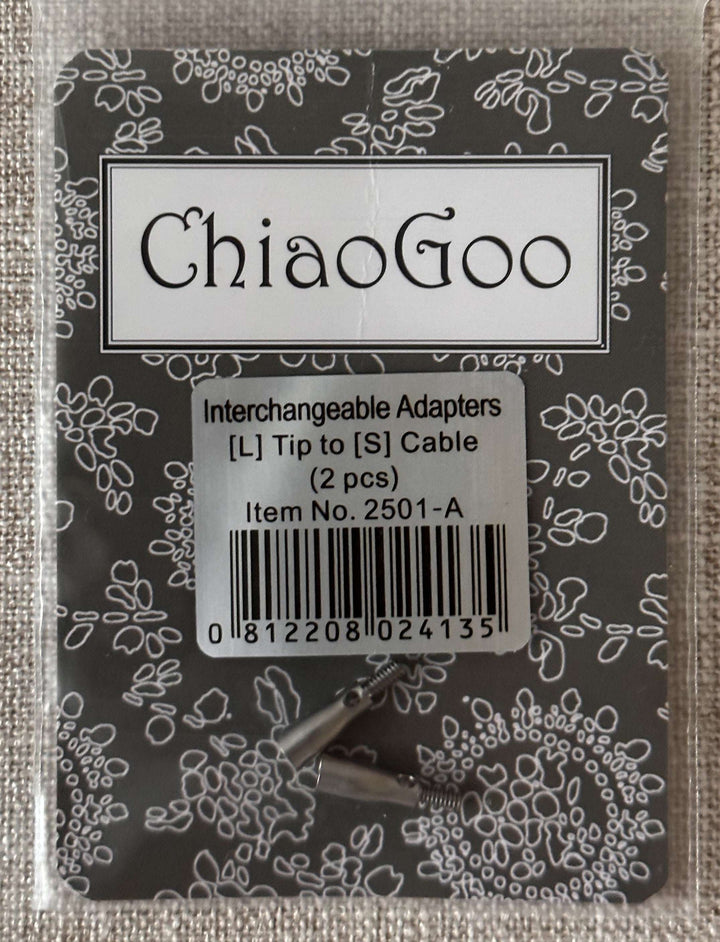 ChiaoGoo
Interchangeable Adapters
[L] Tip to [S] Cable
(2 pcs)
Item No. 2501-A
0 812208 024135